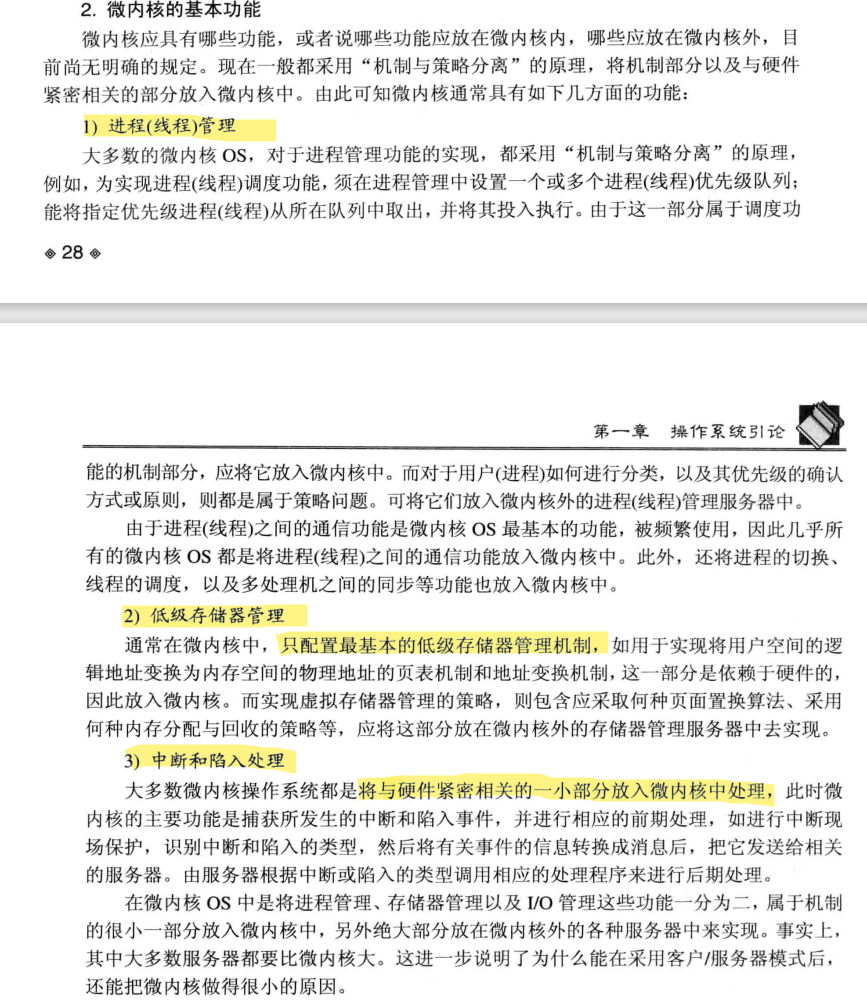 2. 微内核的基本功能
微内核应具有哪些功能，或者说哪些功能应放在微内核内，哪些应放在微内核外，目
前尚无明确的规定。现在一般都采用“机制与策略分离”的原理，将机制部分以及与硬件
紧密相关的部分放入微内核中。由此可知微内核通常具有如下几方面的功能：
1) 进程(线程)管理
大多数的微内核 OS，对于进程管理功能的实现，都采用“机制与策略分离”的原理，
例如，为实现进程(线程)调度功能，须在进程管理中设置一个或多个进程(线程)优先级队列；
能将指定优先级进程(线程)从所在队列中取出，并将其投入执行。由于这一部分属于调度功
28
第一章 操作系统引论
能的机制部分，应将它放入微内核中。而对于用户(进程)如何进行分类，以及其优先级的确认
方式或原则，则都是属于策略问题。可将它们放入微内核外的进程(线程)管理服务器中。
由于进程(线程)之间的通信功能是微内核 OS 最基本的功能，被频繁使用，因此几乎所
有的微内核 OS 都是将进程(线程)之间的通信功能放入微内核中。此外，还将进程的切换、
线程的调度，以及多处理机之间的同步等功能也放入微内核中。
2) 低级存储器管理
通常在微内核中，只配置最基本的低级存储器管理机制，如用于实现将用户空间的逻
辑地址变换为内存空间的物理地址的页表机制和地址变换机制，这一部分是依赖于硬件的，
因此放入微内核。而实现虚拟存储器管理的策略，则包含应采取何种页面置换算法、采用
何种内存分配与回收的策略等，应将这部分放在微内核外的存储器管理服务器中去实现。
3) 中断和陷入处理
大多数微内核操作系统都是将与硬件紧密相关的一小部分放入微内核中处理，此时微
内核的主要功能是捕获所发生的中断和陷入事件，并进行相应的前期处理，如进行中断现
场保护，识别中断和陷入的类型，然后将有关事件的信息转换成消息后，把它发送给相关
的服务器。由服务器根据中断或陷入的类型调用相应的处理程序来进行后期处理。
在微内核 OS 中是将进程管理、存储器管理以及 I/O 管理这些功能一分为二，属于机制
的很小一部分放入微内核中，另外绝大部分放在微内核外的各种服务器中来实现。事实上，
其中大多数服务器都要比微内核大。这进一步说明了为什么能在采用客户/服务器模式后，
还能把微内核做得很小的原因。